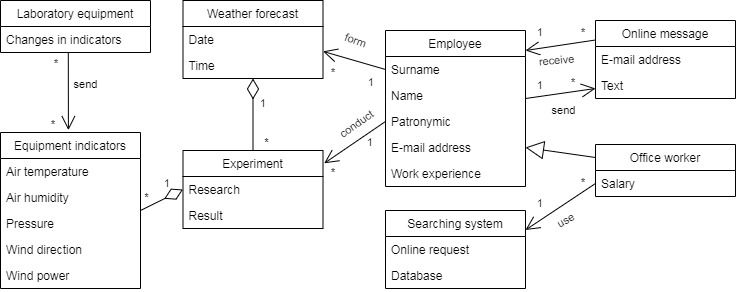 Laboratory equipment
Changes in indicators
*
send
*
Equipment indicators
Air temperature
Air humidity
Pressure
Wind direction
Wind power
*
1
Weather forecast
Date
Time
1
*
Experiment
Research
Result
form
*
1
conduct
1
*
Employee
Surname
Name
Patronymic
E-mail address
Work experience
1
*
receive
1
*
send
Online message
E-mail address
Text
Office worker
Salary
*
1
use
Searching system
Online request
Database